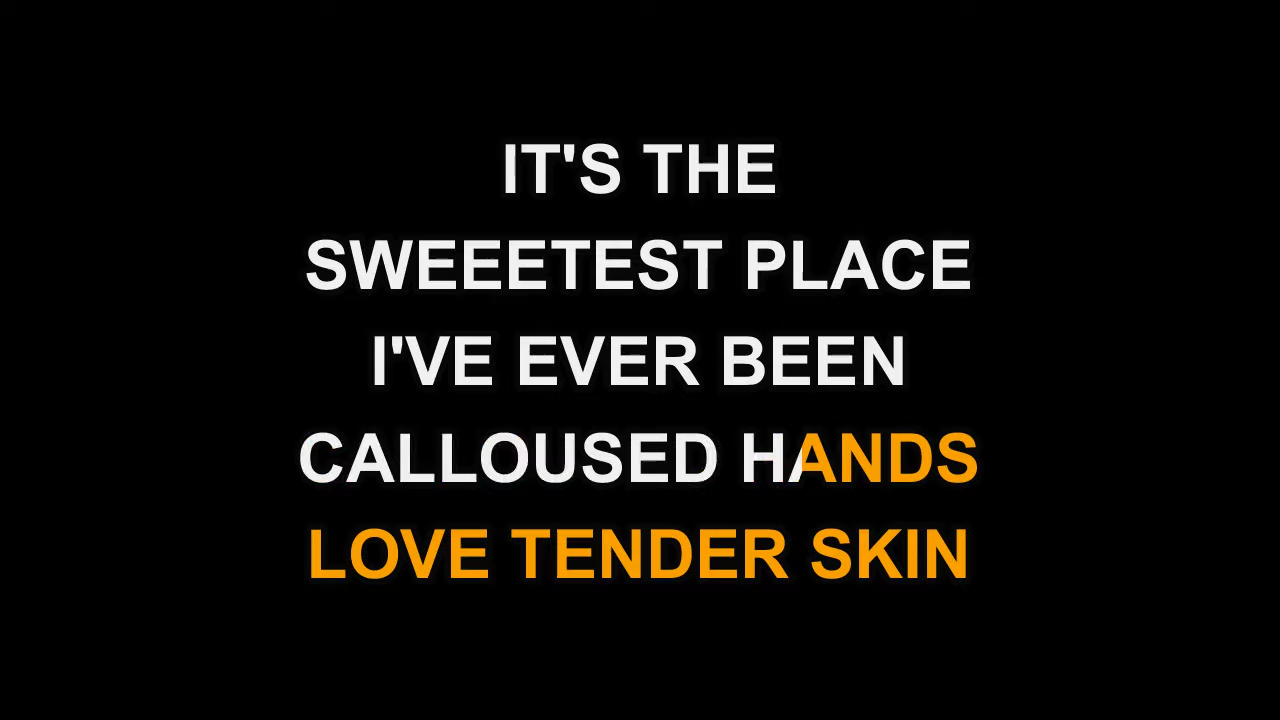 IT'S THE
SWEEETEST PLACE
I'VE EVER BEEN
CALLOUSED HANDS
LOVE TENDER SKIN